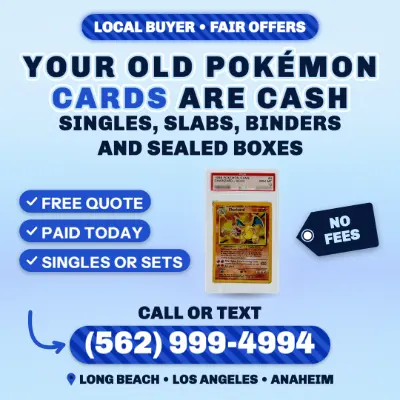 LOCAL BUYER • FAIR OFFERS
YOUR OLD POKÉMON
CARDS ARE CASH
SINGLES, SLABS, BINDERS
AND SEALED BOXES
FREE QUOTE
PAID TODAY
SINGLES OR SETS
NO
FEES
CALL OR TEXT
(562) 999-4994
LONG BEACH • LOS ANGELES • ANAHEIM